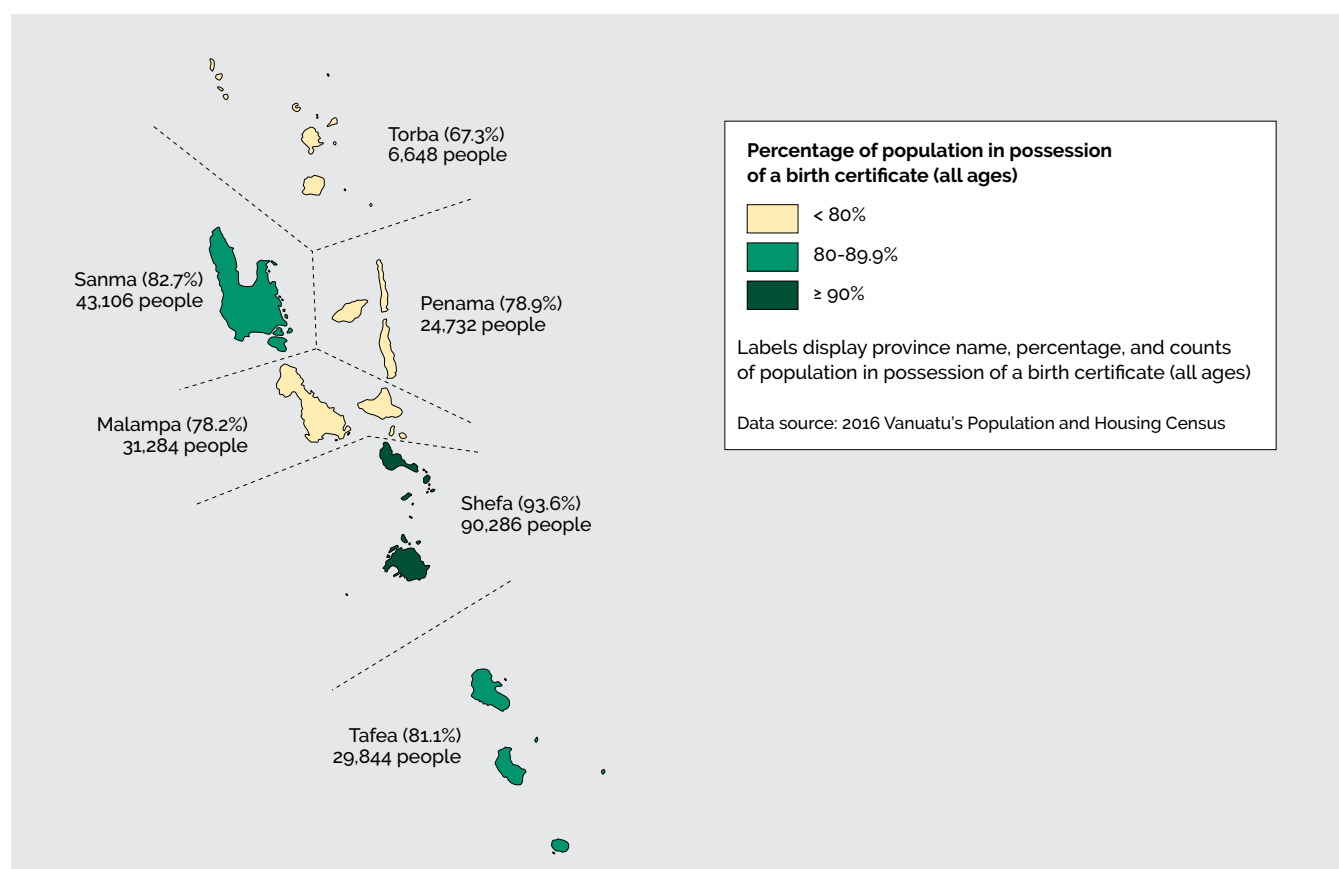 Torba (67.3%)
6,648 people
Sanma (82.7%)
43,106 people
Penama (78.9%)
24,732 people
Malampa (78.2%)
31,284 people
Shefa (93.6%)
90,286 people
Tafea (81.1%)
29,844 people
Percentage of population in possession
of a birth certificate (all ages)
< 80%
80-89.9%
≥ 90%
Labels display province name, percentage, and counts
of population in possession of a birth certificate (all ages)
Data source: 2016 Vanuatu's Population and Housing Census